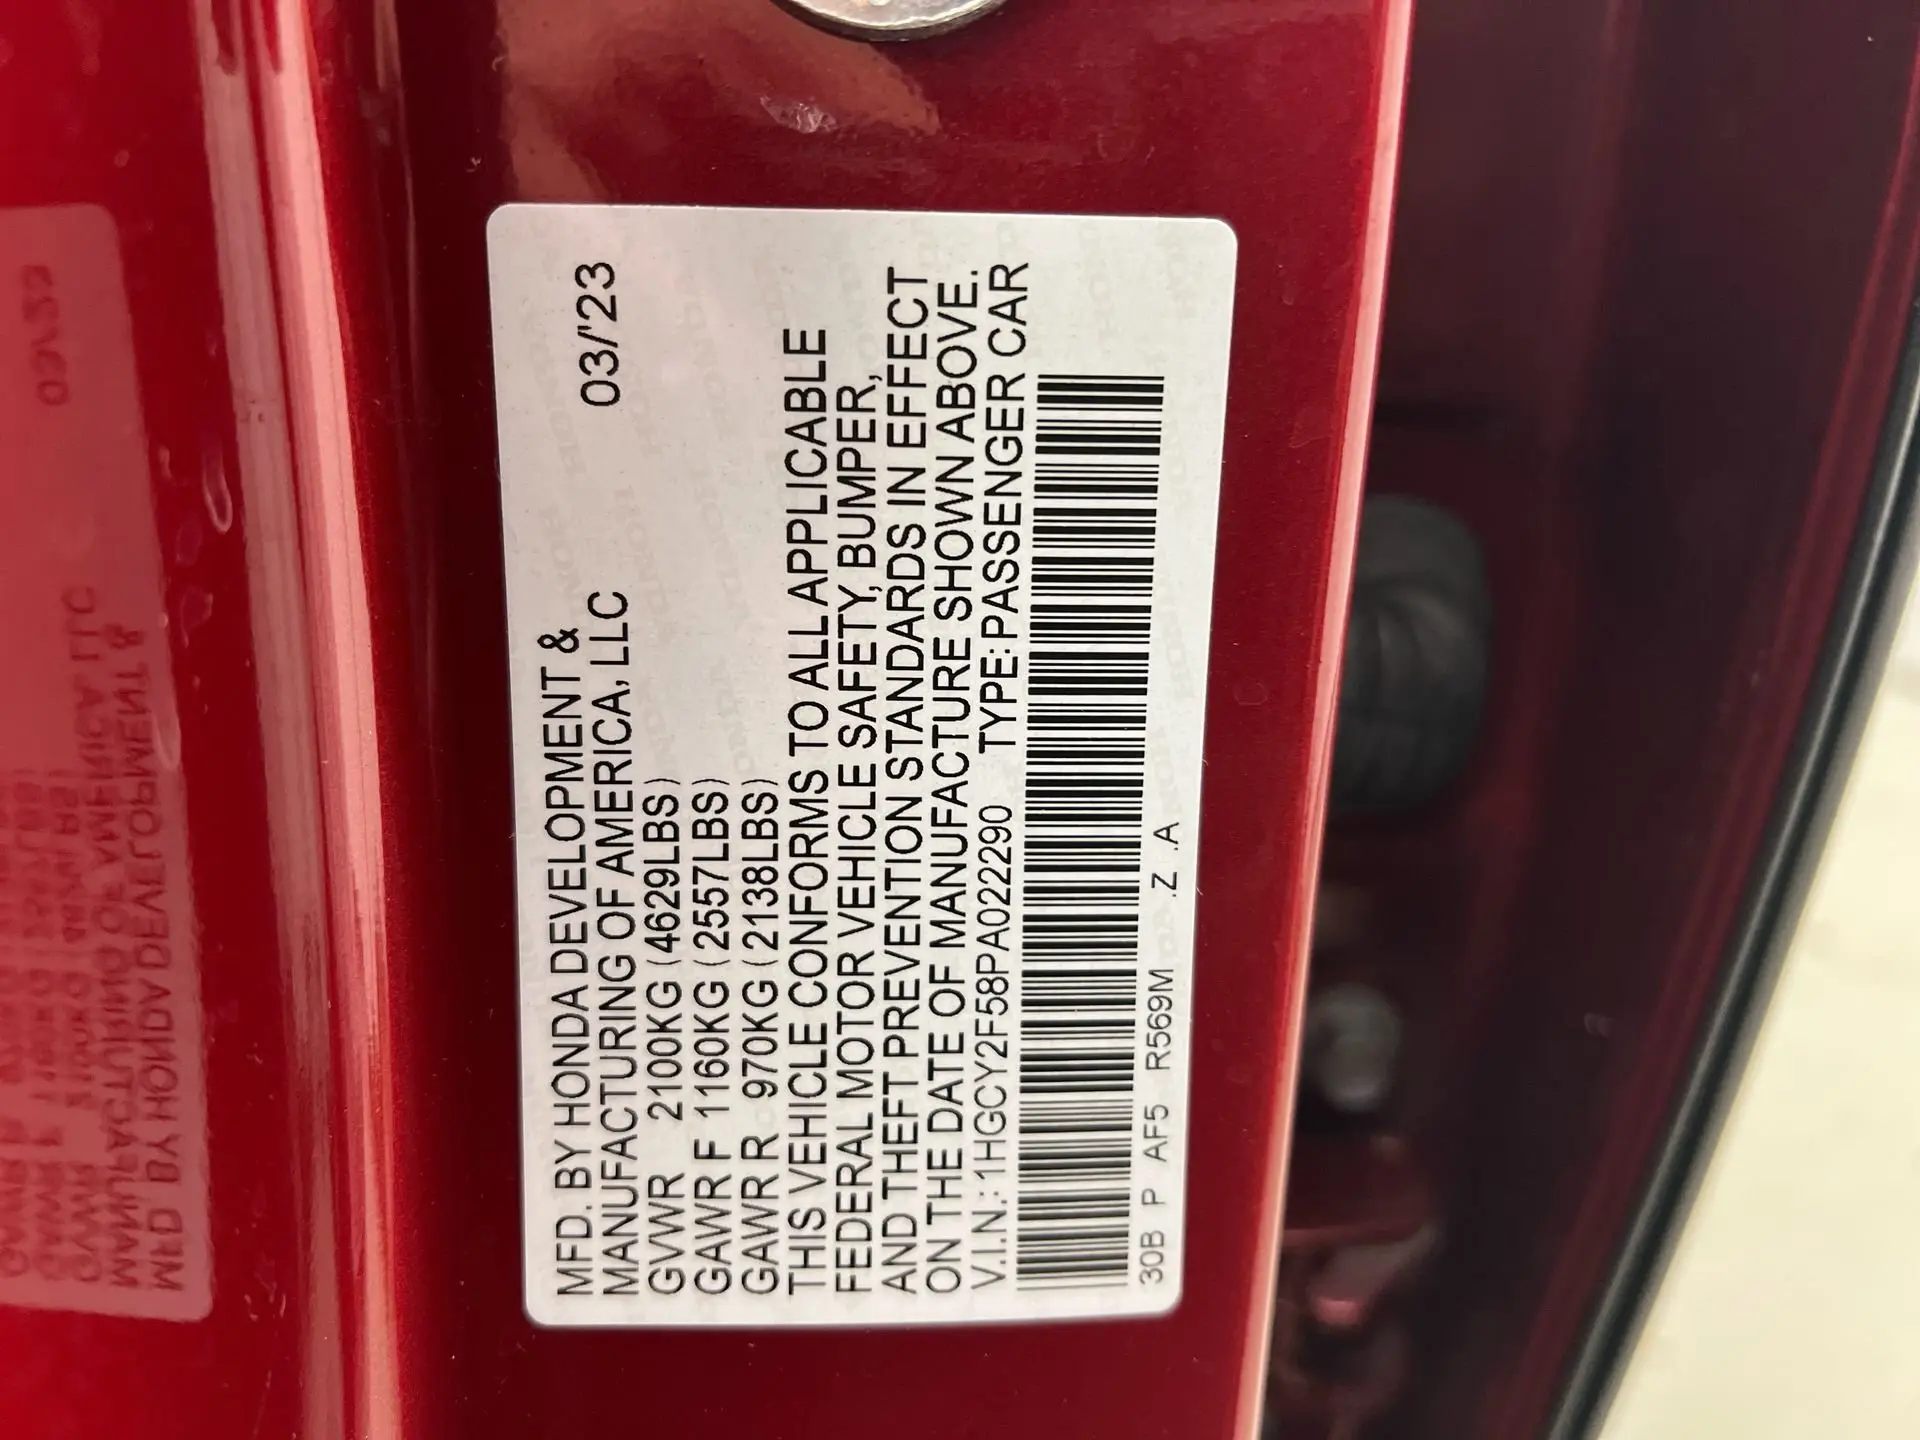 MFD. BY HONDA DEVELOPMENT &
MANUFACTURING OF AMERICA, LLC 03/'23
GVWR 2100KG (4629LBS)
GAWR F 1160KG (2557LBS)
GAWR R 970KG (2138LBS)
THIS VEHICLE CONFORMS TO ALL APPLICABLE
FEDERAL MOTOR VEHICLE SAFETY, BUMPER,
AND THEFT PREVENTION STANDARDS IN EFFECT
ON THE DATE OF MANUFACTURE SHOWN ABOVE.
V.I.N.: 1HGCY2F58PA022290 TYPE: PASSENGER CAR
30B P AF5 R569M .Z .A